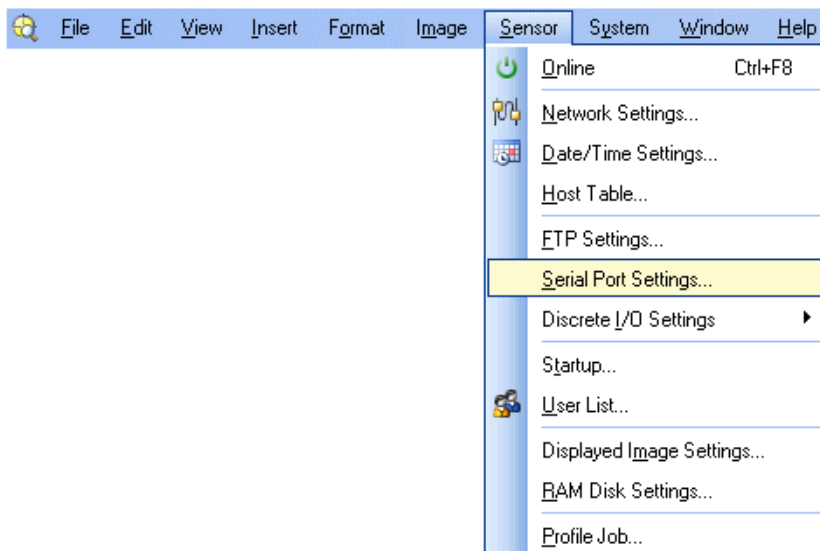 File Edit View Insert Format Image Sensor System Window Help
Online Ctrl+F8
Network Settings...
Date/Time Settings...
Host Table...
FTP Settings...
Serial Port Settings...
Discrete I/O Settings
Startup...
User List...
Displayed Image Settings...
RAM Disk Settings...
Profile Job...